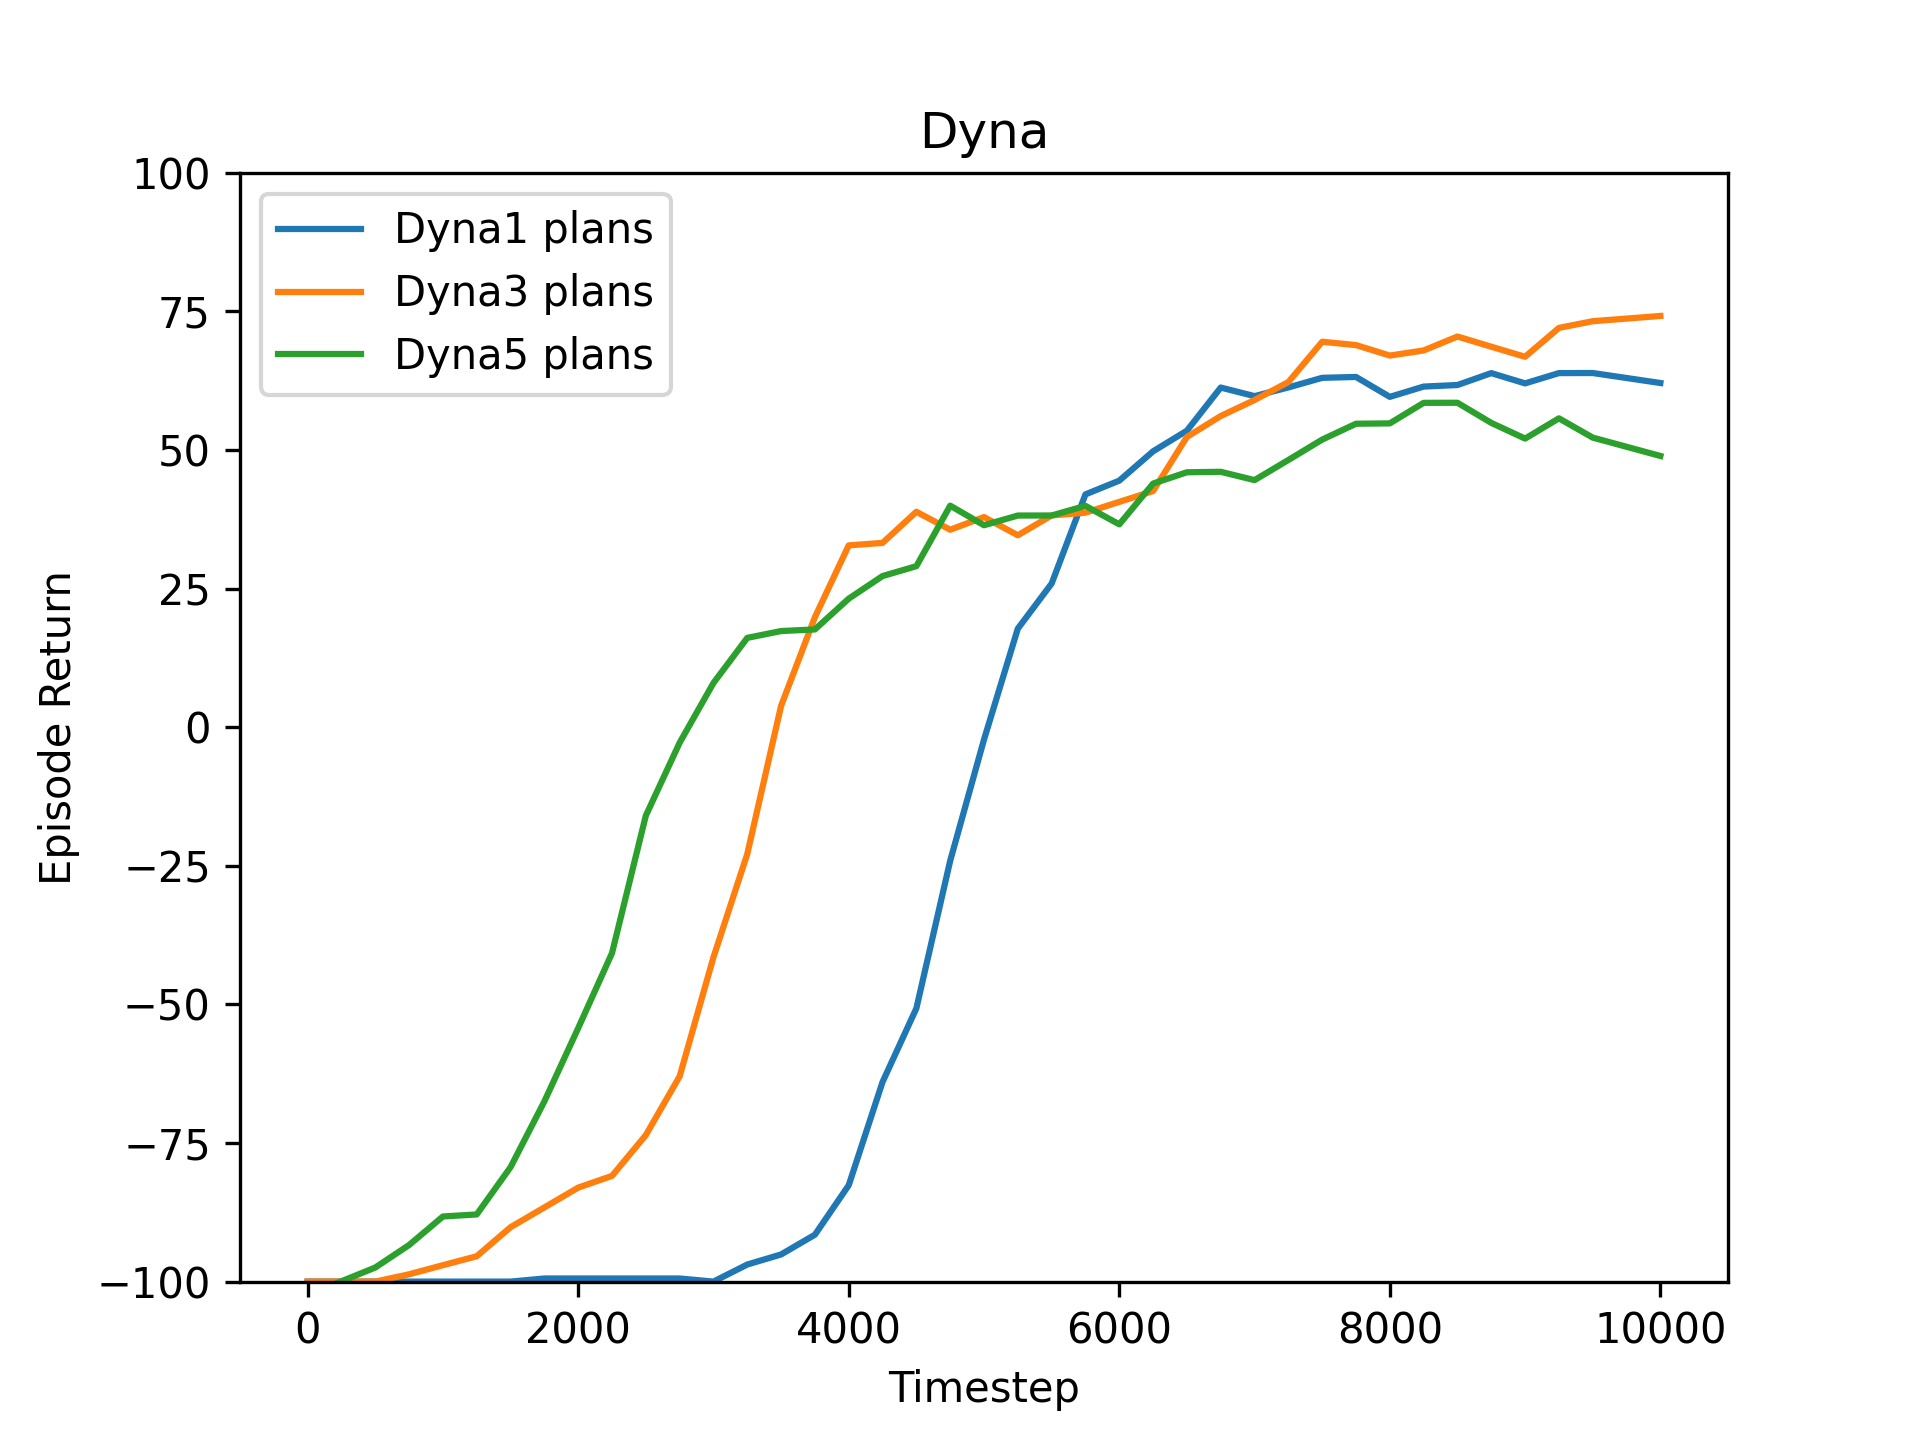 Dyna
100
75
50
25
0
−25
−50
−75
−100
Episode Return
Dyna1 plans
Dyna3 plans
Dyna5 plans
0 2000 4000 6000 8000 10000
Timestep